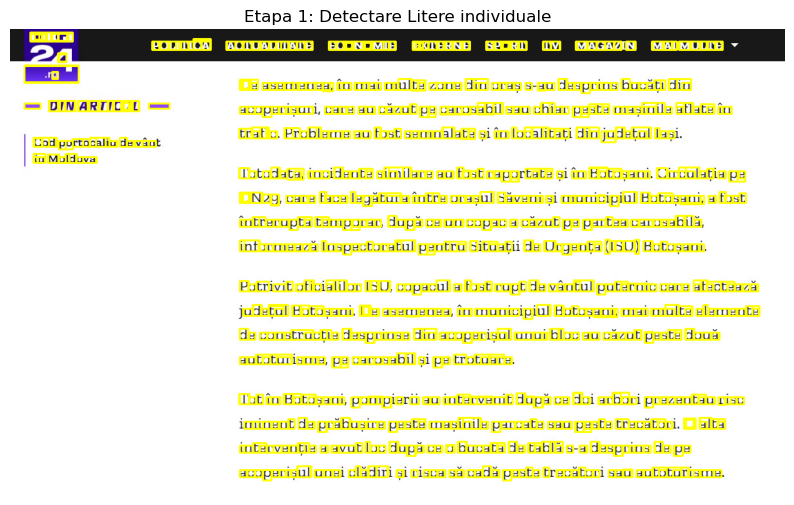 Etapa 1: Detectare Litere individuale
24
POLITICA ACTUALITATE ECONOMIC EXTERNE SPORT TV MAGAZIN MAI MULTE
DIN ARTICOL
Cod portocaliu de vânt
în Moldova
De asemenea, în mai multe zone din oraș s-au desprins bucăți din
acoperișuri, care au căzut pe carosabil sau chiar peste mașinile aflate în
trafic. Probleme au fost semnalate și în localități din județul Iași.
Totodată, incidente similare au fost raportate și în Botoșani. Circulația pe
DN29, care face legătura între orașul Săveni și municipiul Botoșani, a fost
întreruptă temporar, după ce un copac a căzut pe partea carosabilă,
informează Inspectoratul pentru Situații de Urgență (ISU) Botoșani.
Potrivit oficialilor ISU, copacul a fost rupt de vântul puternic care afectează
județul Botoșani. De asemenea, în municipiul Botoșani, mai multe elemente
de construcție desprinse din acoperișul unui bloc au căzut peste două
autoturisme, pe carosabil și pe trotuare.
Tot în Botoșani, pompierii au intervenit după ce doi arbori prezentau risc
iminent de prăbușire peste mașinile parcate sau peste trecători. O altă
intervenție a avut loc după ce o bucată de tablă s-a desprins de pe
acoperișul unei clădiri și risca să cadă peste trecători sau autoturisme.